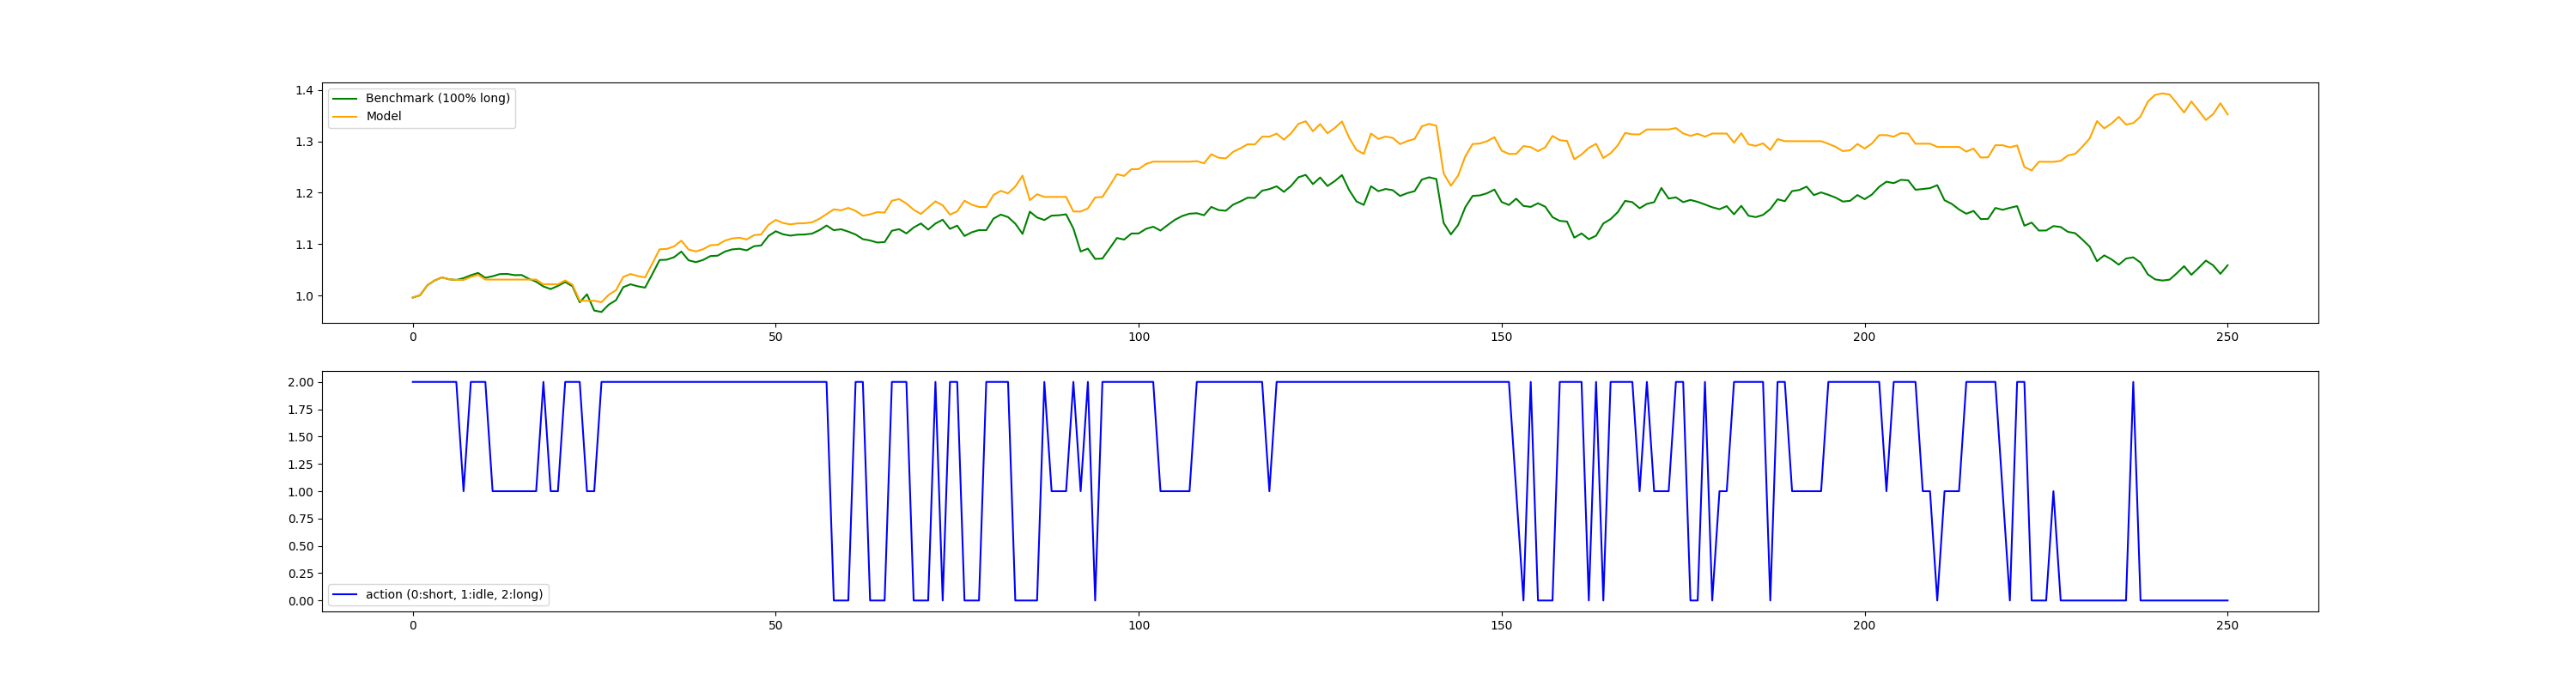 1.4
1.3
1.2
1.1
1.0
Benchmark (100% long)
Model
0 50 100 150 200 250
2.00
1.75
1.50
1.25
1.00
0.75
0.50
0.25
0.00
action (0:short, 1:idle, 2:long)
0 50 100 150 200 250